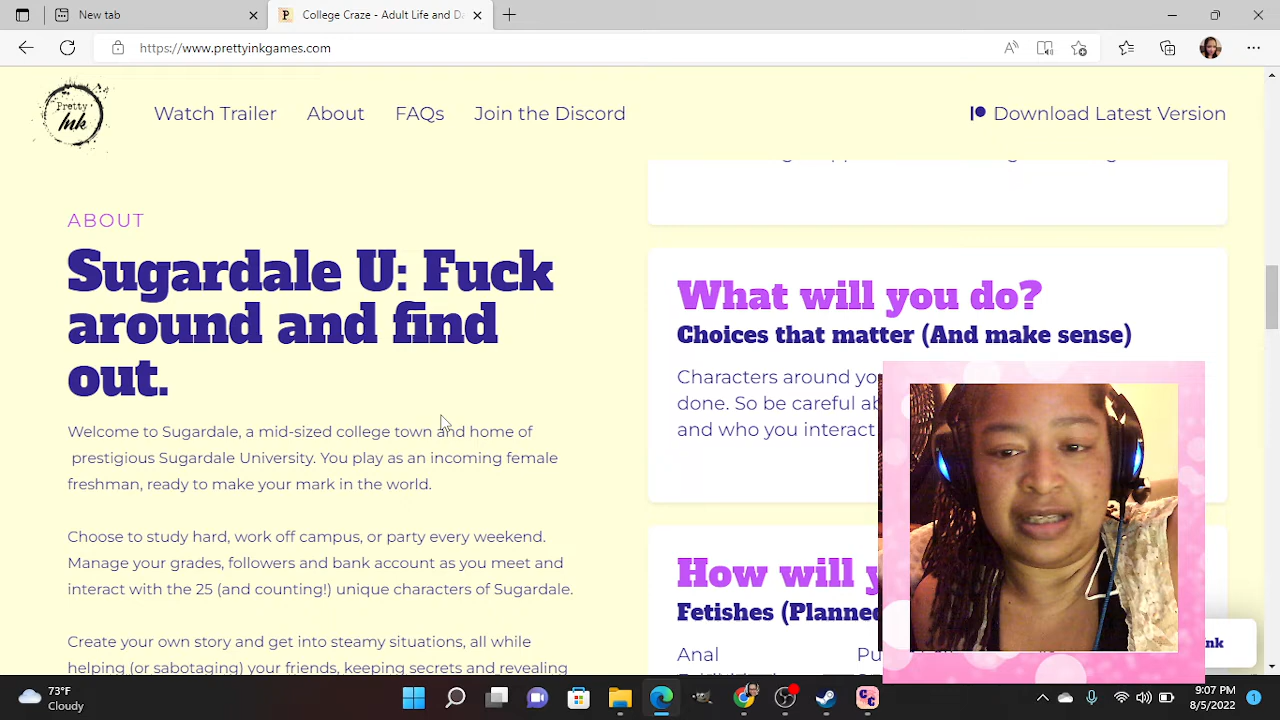 New Tab
College Daze - Adult Life
https://www.prettyinkgames.com
Pretty
Ink
Watch Trailer
About
FAQs
Join the Discord
Download Latest Version
ABOUT
Sugardale U: Fuck
around and find
out.
Welcome to Sugardale, a mid-sized college town and home of
prestigious Sugardale University. You play as an incoming female
freshman, ready to make your mark in the world.
Choose to study hard, work off campus, or party every weekend.
Manage your grades, followers and bank account as you meet and
interact with the 25 (and counting!) unique characters of Sugardale.
Create your own story and get into steamy situations, all while
helping (or sabotaging) your friends, keeping secrets and revealing
What will you do?
Choices that matter (And make sense)
Characters around yo
done. So be careful ab
and who you interact
How will y
Fetishes (Planned
Anal
Pu
nk
73°F
Cloudy
9:07 PM
8/5/2022